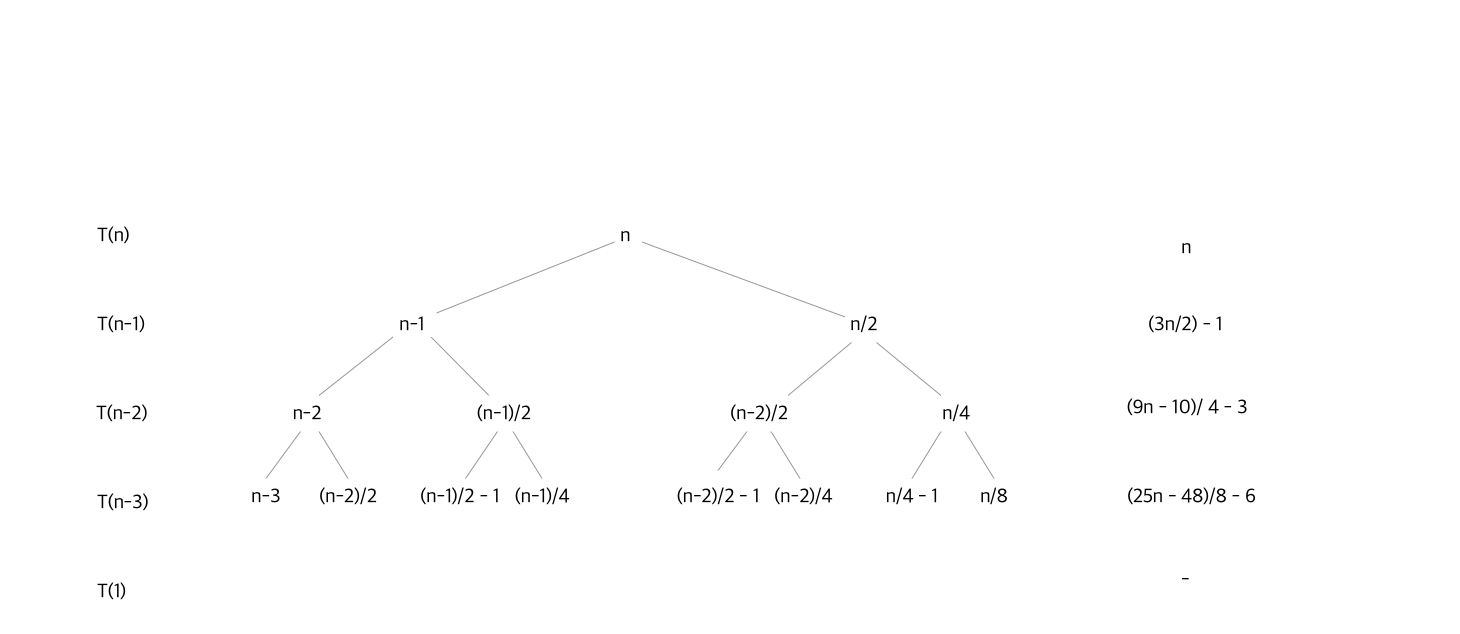 T(n) n n
T(n-1) n-1 n/2 (3n/2) - 1
T(n-2) n-2 (n-1)/2 (n-2)/2 n/4 (9n - 10)/ 4 - 3
T(n-3) n-3 (n-2)/2 (n-1)/2 - 1 (n-1)/4 (n-2)/2 - 1 (n-2)/4 n/4 - 1 n/8 (25n - 48)/8 - 6
T(1) -